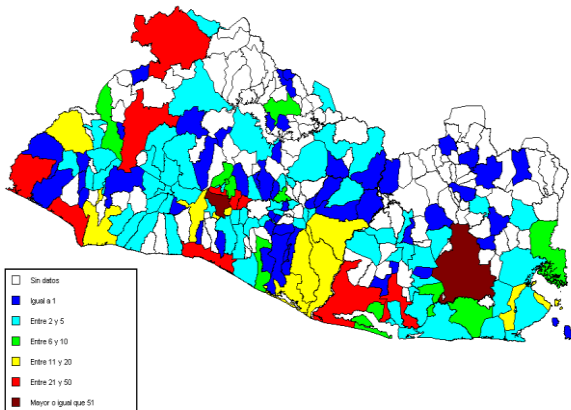 Sin datos
Igual a 1
Entre 2 y 5
Entre 6 y 10
Entre 11 y 20
Entre 21 y 50
Mayor o igual que 51